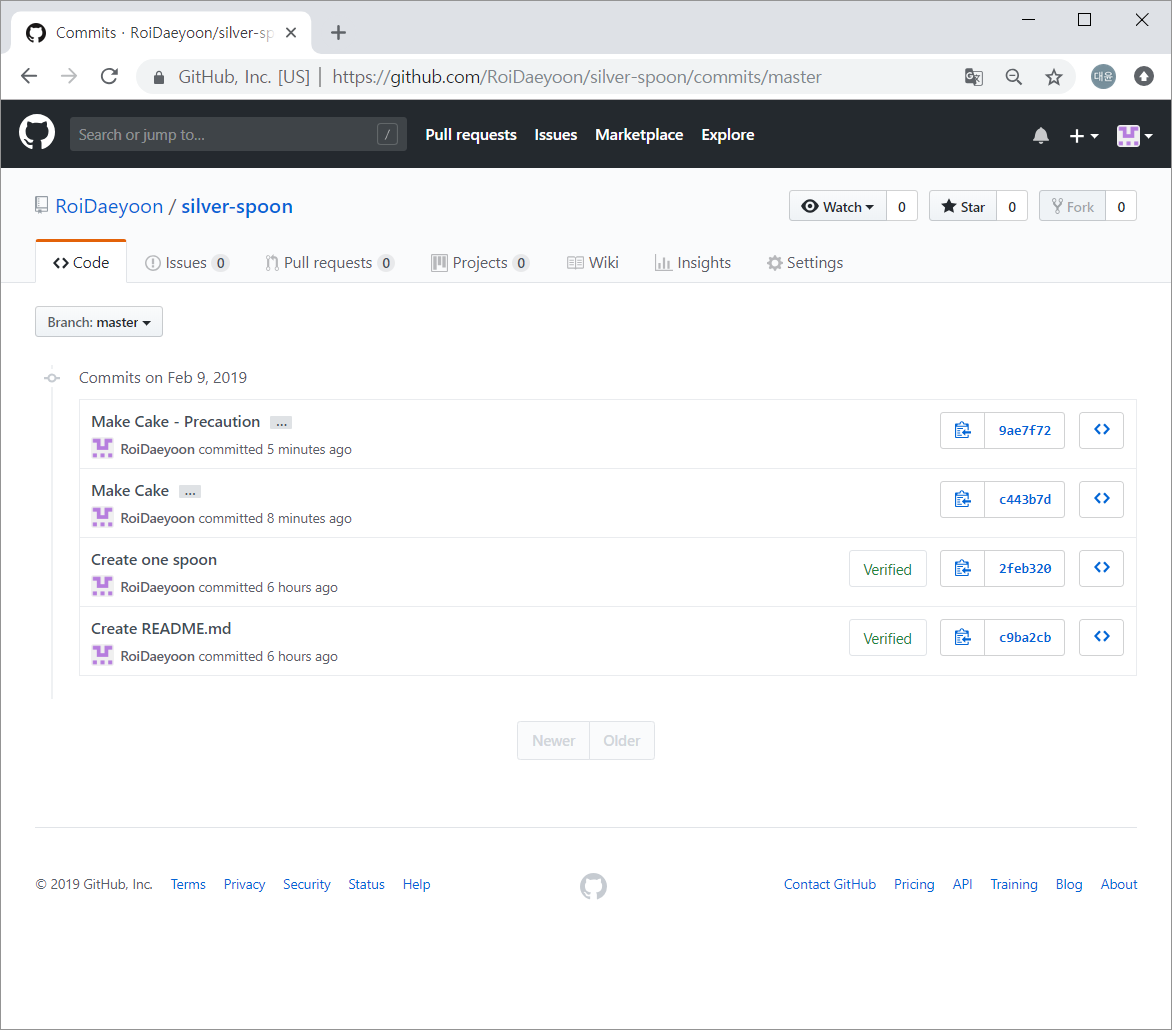 Commits · RoiDaeyoon/silver-sp
GitHub, Inc. [US] | https://github.com/RoiDaeyoon/silver-spoon/commits/master 대윤
Search or jump to... / Pull requests Issues Marketplace Explore
RoiDaeyoon / silver-spoon Watch 0 Star 0 Fork 0
Code Issues 0 Pull requests 0 Projects 0 Wiki Insights Settings
Branch: master
Commits on Feb 9, 2019
Make Cake - Precaution ...
RoiDaeyoon committed 5 minutes ago 9ae7f72
Make Cake ...
RoiDaeyoon committed 8 minutes ago c443b7d
Create one spoon
RoiDaeyoon committed 6 hours ago Verified 2feb320
Create README.md
RoiDaeyoon committed 6 hours ago Verified c9ba2cb
Newer Older
© 2019 GitHub, Inc. Terms Privacy Security Status Help Contact GitHub Pricing API Training Blog About